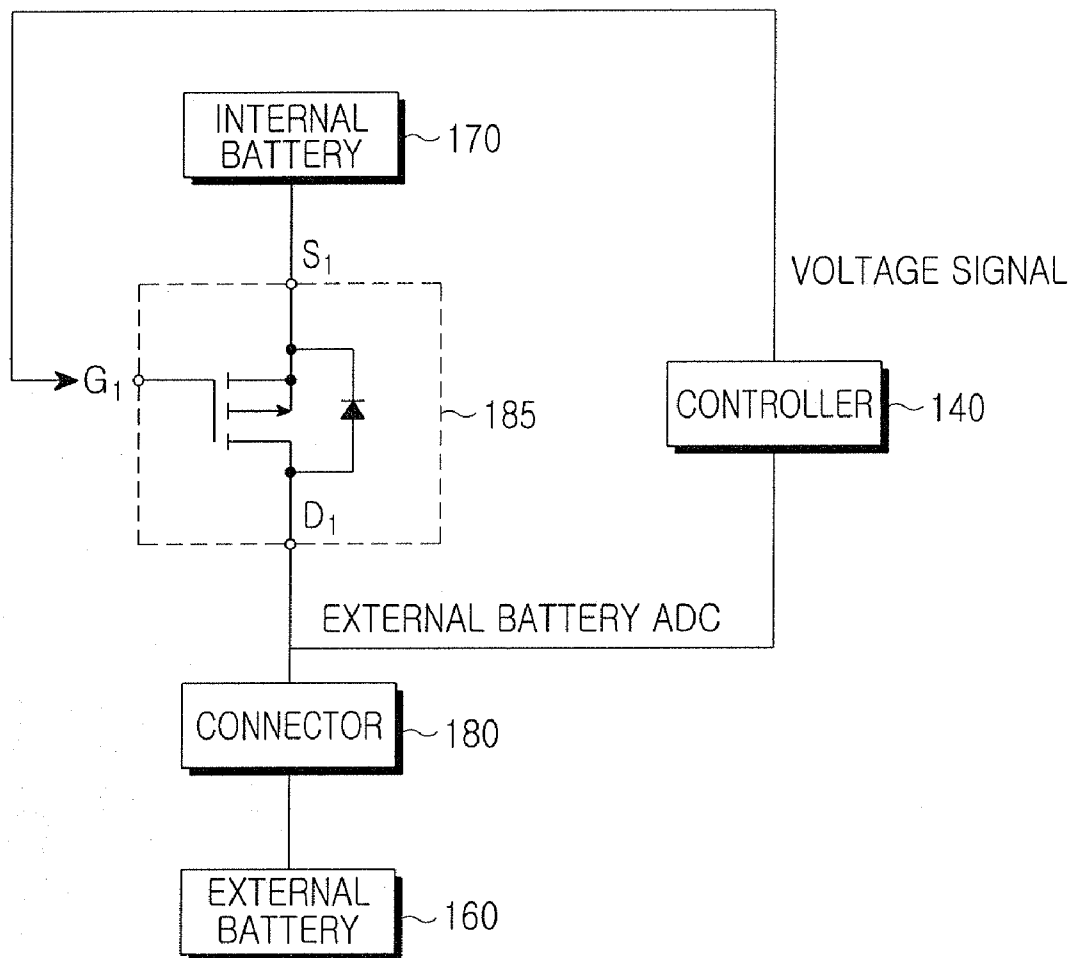 INTERNAL
BATTERY
170
S1
VOLTAGE SIGNAL
G1
185
CONTROLLER
140
D1
EXTERNAL BATTERY ADC
CONNECTOR
180
EXTERNAL
BATTERY
160